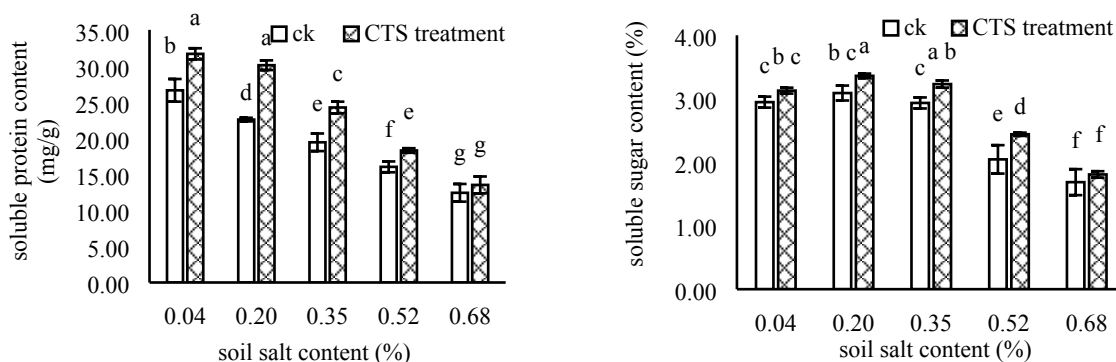 soluble protein content
(mg/g)
35.00
30.00
25.00
20.00
15.00
10.00
5.00
0.00
ck
CTS treatment
b
a
d
a
e
c
f
e
g
g
0.04
0.20
0.35
0.52
0.68
soil salt content (%)
soluble sugar content (%)
4.00
3.00
2.00
1.00
0.00
ck
CTS treatment
c
b c
b c
a
c
a b
e
d
f
f
0.04
0.20
0.35
0.52
0.68
soil salt content (%)